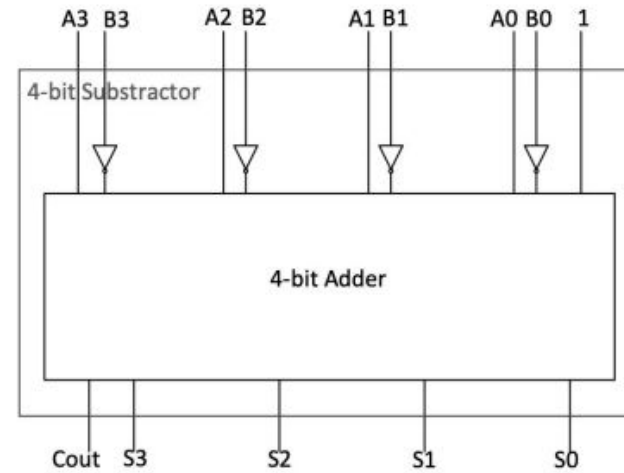 A3 B3 A2 B2 A1 B1 A0 B0 1
4-bit Substractor
4-bit Adder
Cout S3 S2 S1 S0